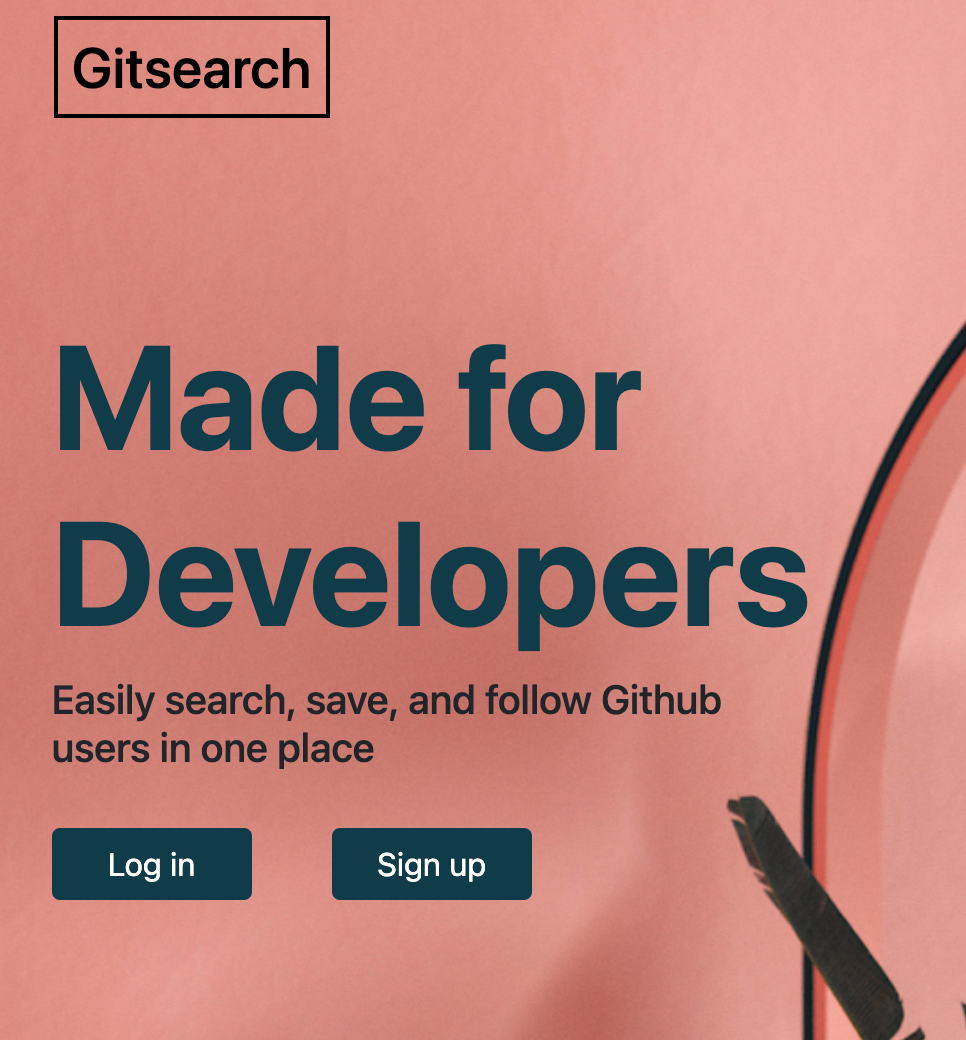 Gitsearch
Made for
Developers
Easily search, save, and follow Github
users in one place
Log in
Sign up